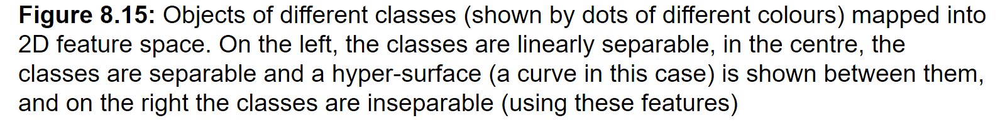 Figure 8.15: Objects of different classes (shown by dots of different colours) mapped into
2D feature space. On the left, the classes are linearly separable, in the centre, the
classes are separable and a hyper-surface (a curve in this case) is shown between them,
and on the right the classes are inseparable (using these features)